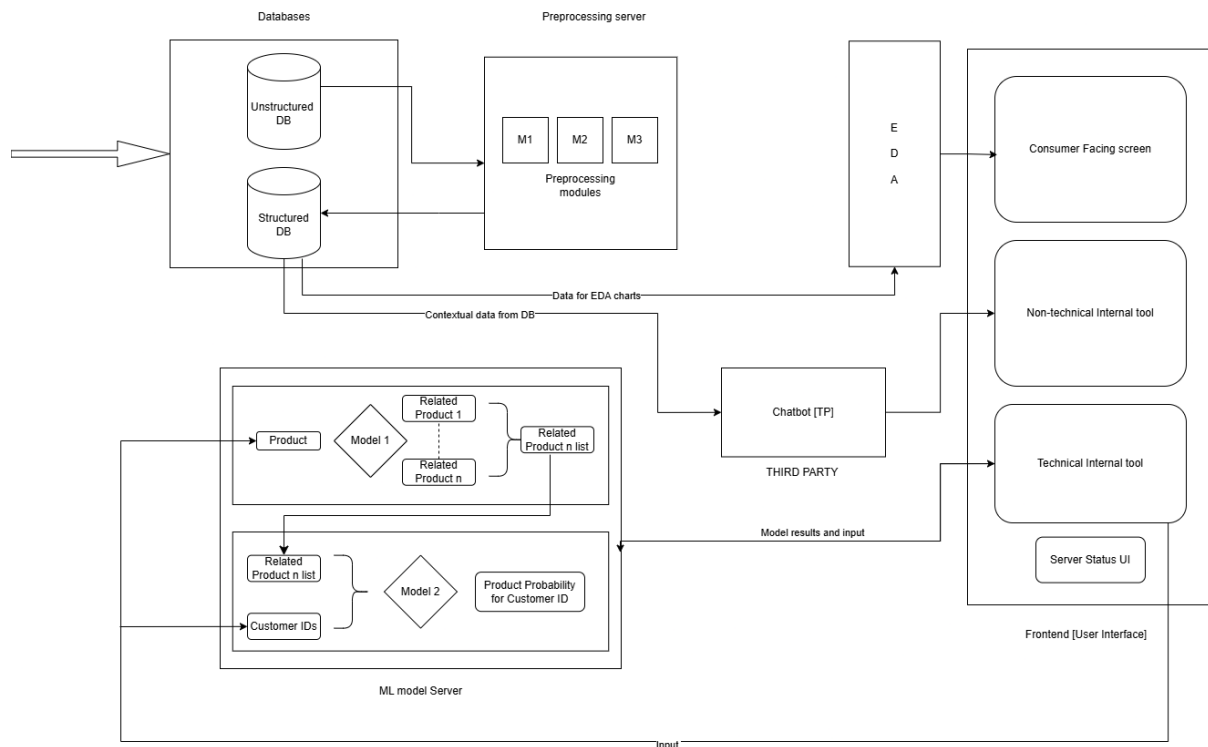 Databases
Preprocessing server
Unstructured
DB
M1
M2
M3
Preprocessing
modules
Structured
DB
E
D
A
Consumer Facing screen
Data for EDA charts
Contextual data from DB
Non-technical Internal tool
Chatbot [TP]
THIRD PARTY
Product
Model 1
Related
Product 1
Related
Product n
Related
Product n list
Technical Internal tool
Model results and input
Related
Product n list
Customer IDs
Model 2
Product Probability
for Customer ID
Server Status UI
Frontend [User Interface]
ML model Server
Input